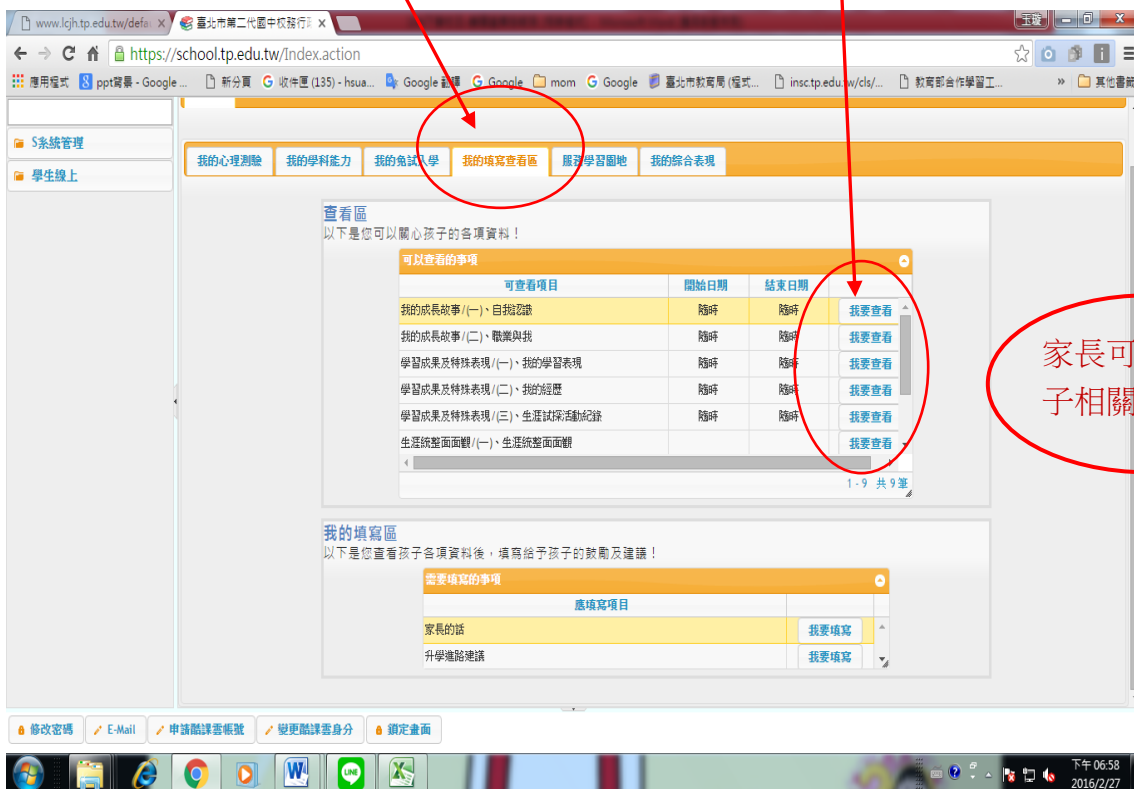 www.lcjh.tp.edu.tw/defa
臺北市第二代國中校務行
王璇
https://school.tp.edu.tw/Index.action
應用程式 ppt背景 - Google ... 新分頁 收件匣 (135) - hsua... Google 翻譯 Google mom Google 臺北市教育局 (程式... insc.tp.edu.tw/cls/... 教育部合作學習工... » 其他書籤
S系統管理
學生線上
我的心理測驗 我的學科能力 我的免試入學 我的填寫查看區 服務學習園地 我的綜合表現
查看區
以下是您可以關心孩子的各項資料！
可以查看的事項
可查看項目 開始日期 結束日期
我的成長故事/(一)、自我認識 隨時 隨時 我要查看
我的成長故事/(二)、職業與我 隨時 隨時 我要查看
學習成果及特殊表現/(一)、我的學習表現 隨時 隨時 我要查看
學習成果及特殊表現/(二)、我的經歷 隨時 隨時 我要查看
學習成果及特殊表現/(三)、生涯試探活動紀錄 隨時 隨時 我要查看
生涯統整面面觀/(一)、生涯統整面面觀 我要查看
1 - 9 共 9 筆
家長可
子相關
我的填寫區
以下是您查看孩子各項資料後，填寫給予孩子的鼓勵及建議！
需要填寫的事項
應填寫項目
家長的話 我要填寫
升學進路建議 我要填寫
修改密碼 E-Mail 申請酷課雲帳號 變更酷課雲身分 鎖定畫面
下午 06:58
2016/2/27